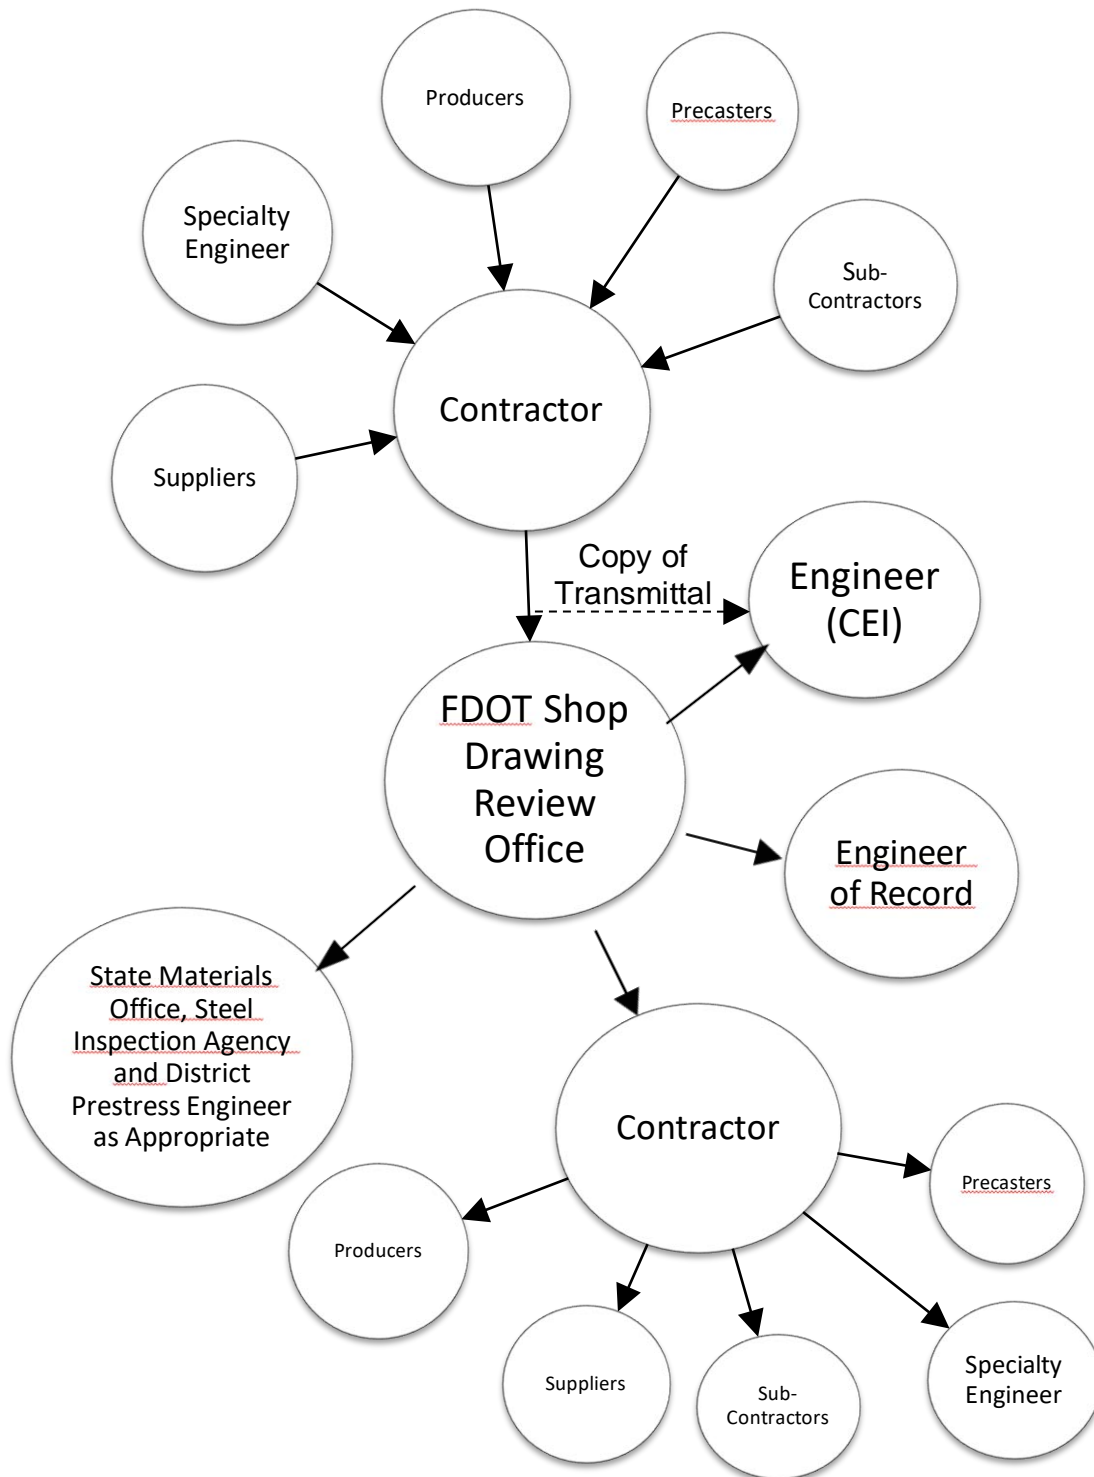 Producers
Precasters
Specialty
Engineer
Sub-
Contractors
Contractor
Suppliers
Copy of
Transmittal
Engineer
(CEI)
FDOT Shop
Drawing
Review
Office
Engineer
of Record
State Materials
Office, Steel
Inspection Agency
and District
Prestress Engineer
as Appropriate
Contractor
Precasters
Producers
Suppliers
Sub-
Contractors
Specialty
Engineer